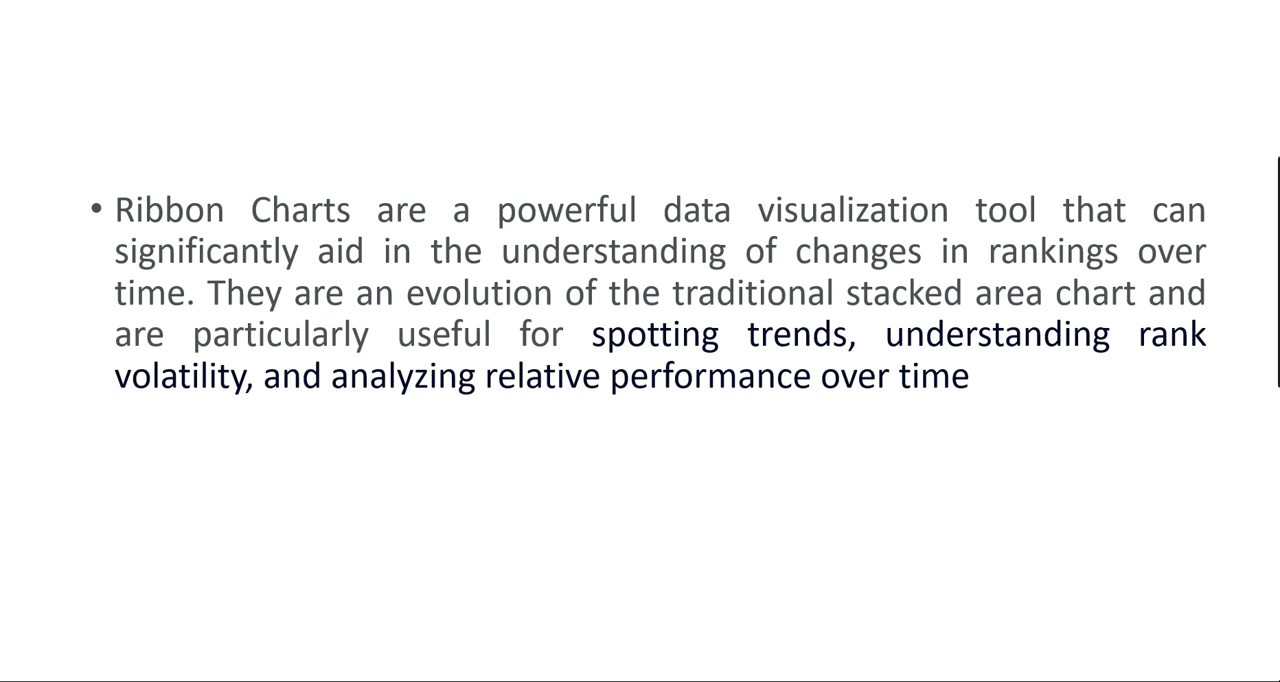 • Ribbon Charts are a powerful data visualization tool that can
significantly aid in the understanding of changes in rankings over
time. They are an evolution of the traditional stacked area chart and
are particularly useful for spotting trends, understanding rank
volatility, and analyzing relative performance over time